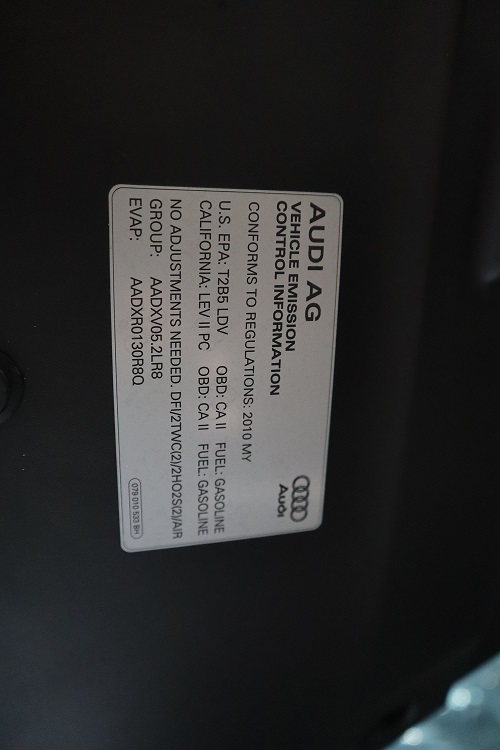 AUDI AG
VEHICLE EMISSION
CONTROL INFORMATION
Audi
CONFORMS TO REGULATIONS: 2010 MY
U.S. EPA: T2B5 LDV OBD: CA II FUEL: GASOLINE
CALIFORNIA: LEV II PC OBD: CA II FUEL: GASOLINE
NO ADJUSTMENTS NEEDED. DFI/2TWC(2)/2HO2S(2)/AIR
GROUP: AADXV05.2LR8
EVAP: AADXR0130R8Q
079 010 533 BH